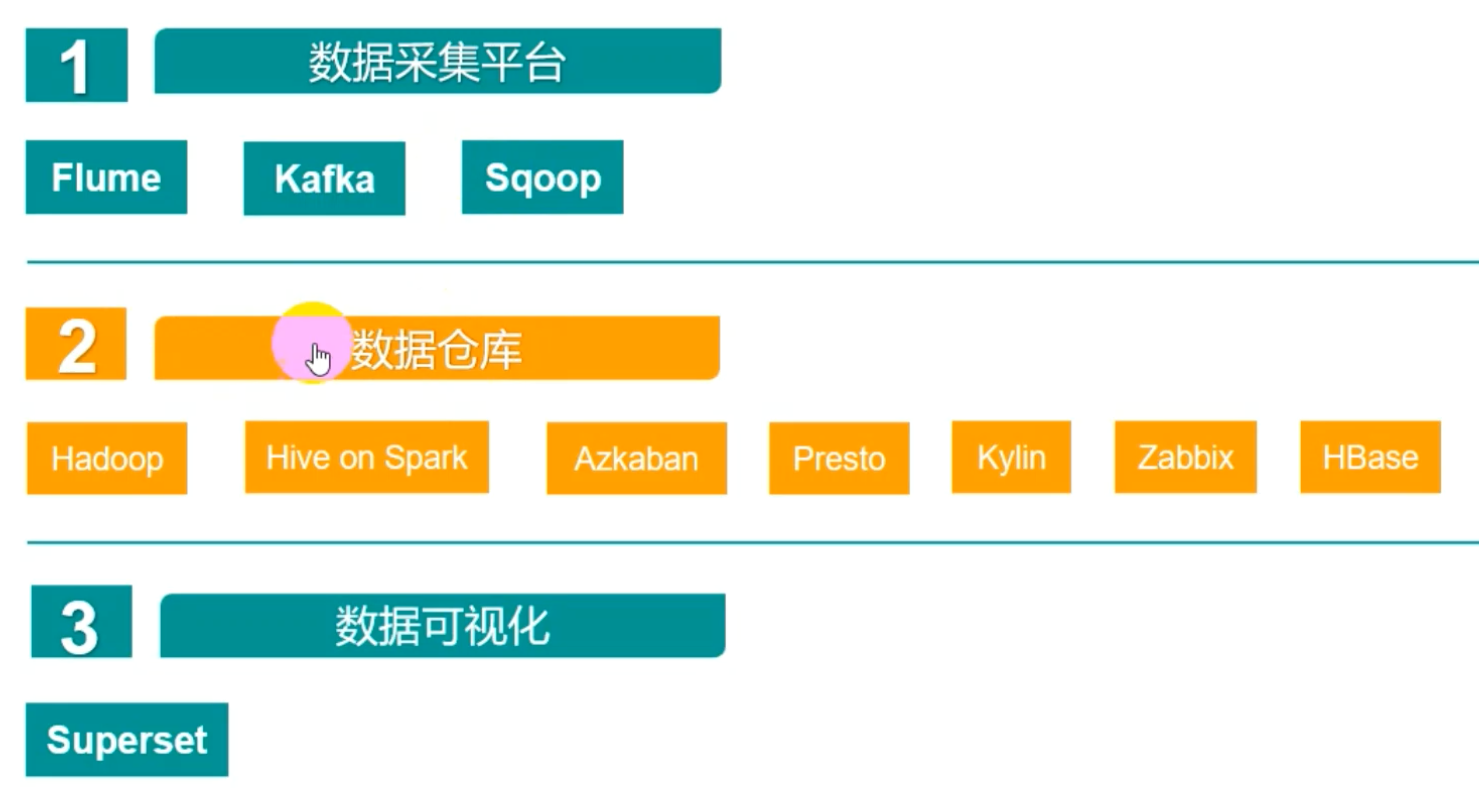 1 数据采集平台
Flume Kafka Sqoop
2 数据仓库
Hadoop Hive on Spark Azkaban Presto Kylin Zabbix HBase
3 数据可视化
Superset